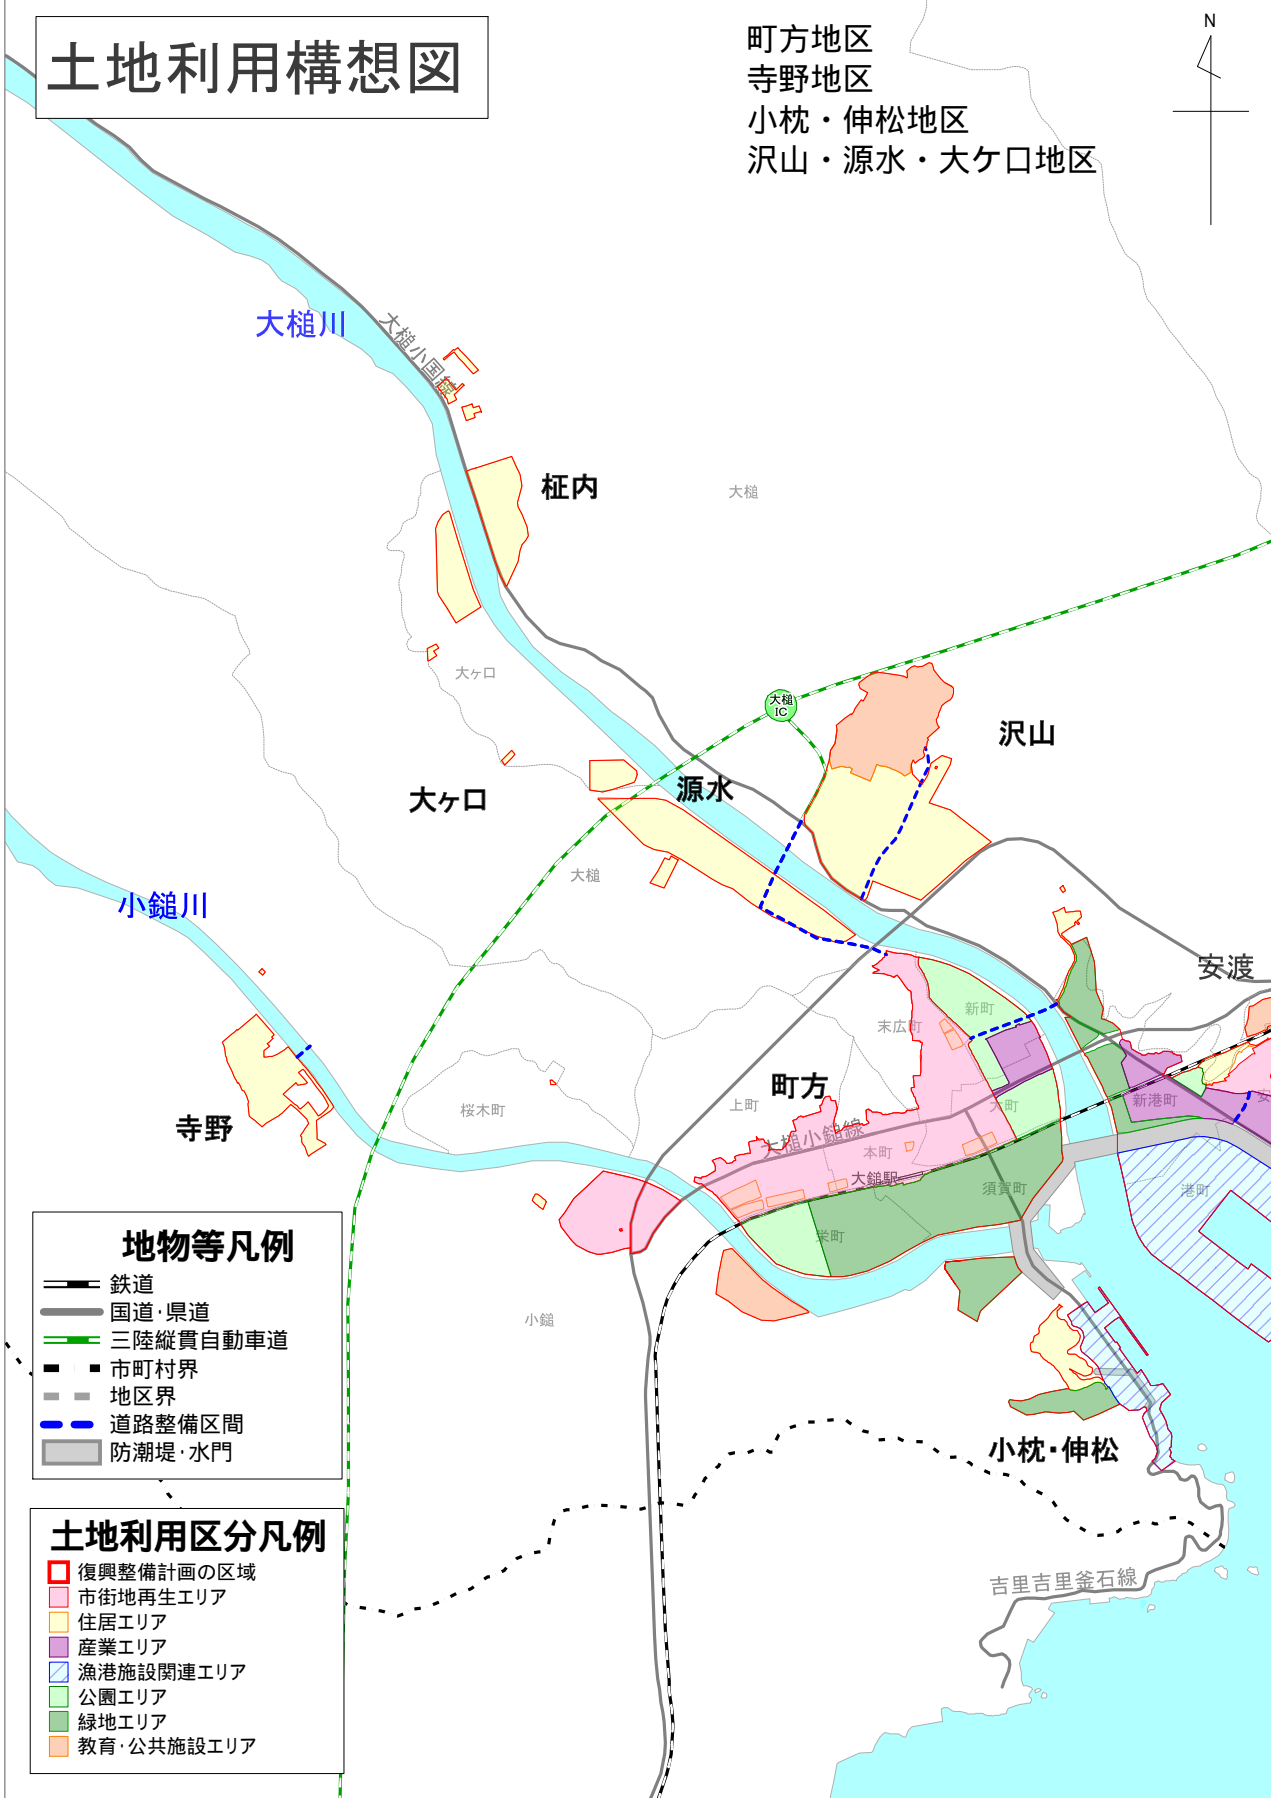 土地利用構想図
町方地区
寺野地区
小枕・伸松地区
沢山・源水・大ケ口地区
N
大槌川
大槌小国線
柾内
大槌
大ヶ口
大槌
IC
沢山
源水
大ヶ口
大槌
小鎚川
安渡
新町
末広町
町方
上町
大町
新港町
安
桜木町
寺野
大槌小鎚線
本町
大鎚駅
須賀町
港町
栄町
小鎚
小枕・伸松
吉里吉里釜石線
地物等凡例
鉄道
国道・県道
三陸縦貫自動車道
市町村界
地区界
道路整備区間
防潮堤・水門
土地利用区分凡例
復興整備計画の区域
市街地再生エリア
住居エリア
産業エリア
漁港施設関連エリア
公園エリア
緑地エリア
教育・公共施設エリア